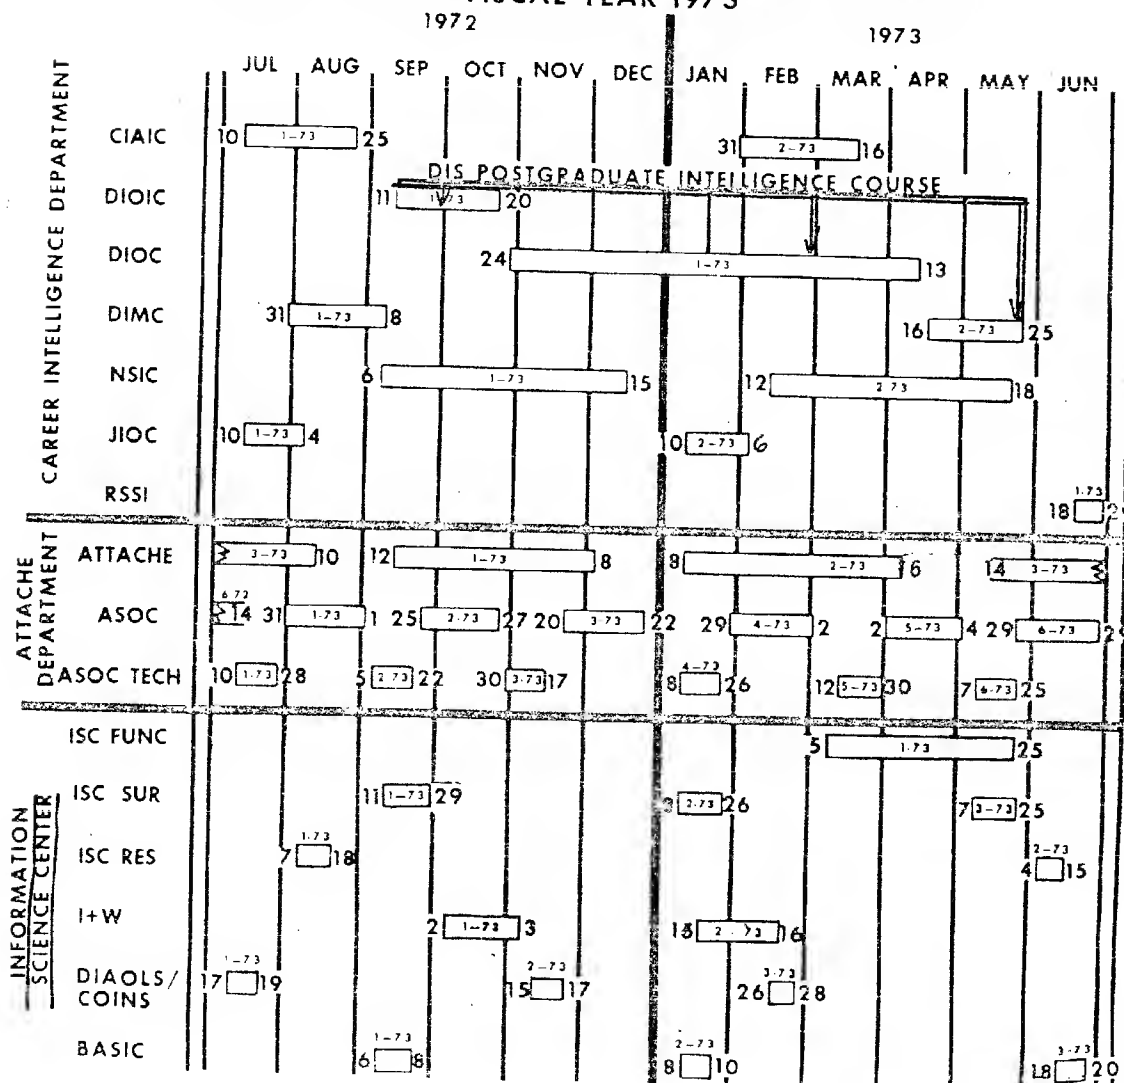 FISCAL YEAR 1973
1972 1973
JUL AUG SEP OCT NOV DEC JAN FEB MAR APR MAY JUN
CAREER INTELLIGENCE DEPARTMENT
CIAIC 10 1-73 25 31 2-73 16
DIS POSTGRADUATE INTELLIGENCE COURSE
DIOIC 11 1-73 20
DIOC 24 1-73 13
DIMC 31 1-73 8 16 2-73 25
NSIC 6 1-73 15 12 2-73 18
JIOC 10 1-73 4 10 2-73 6
RSSI 18 1-73
ATTACHE DEPARTMENT
ATTACHE 3-73 10 12 1-73 8 8 2-73 6 14 3-73
ASOC 6-72 14 31 1-73 1 25 2-73 27 20 3-73 22 29 4-73 2 2 5-73 4 29 6-73 29
ASOC TECH 10 1-73 28 5 2-73 22 30 3-73 17 8 4-73 26 12 5-73 30 7 6-73 25
INFORMATION SCIENCE CENTER
ISC FUNC 5 1-73 25
ISC SUR 11 1-73 29 8 2-73 26 7 3-73 25
ISC RES 7 1-73 18 4 2-73 15
I+W 2 1-73 3 15 2-73 16
DIAOLS/ 17 1-73 19 15 2-73 17 26 3-73 28
COINS
BASIC 6 1-73 8 8 2-73 10 18 3-73 20